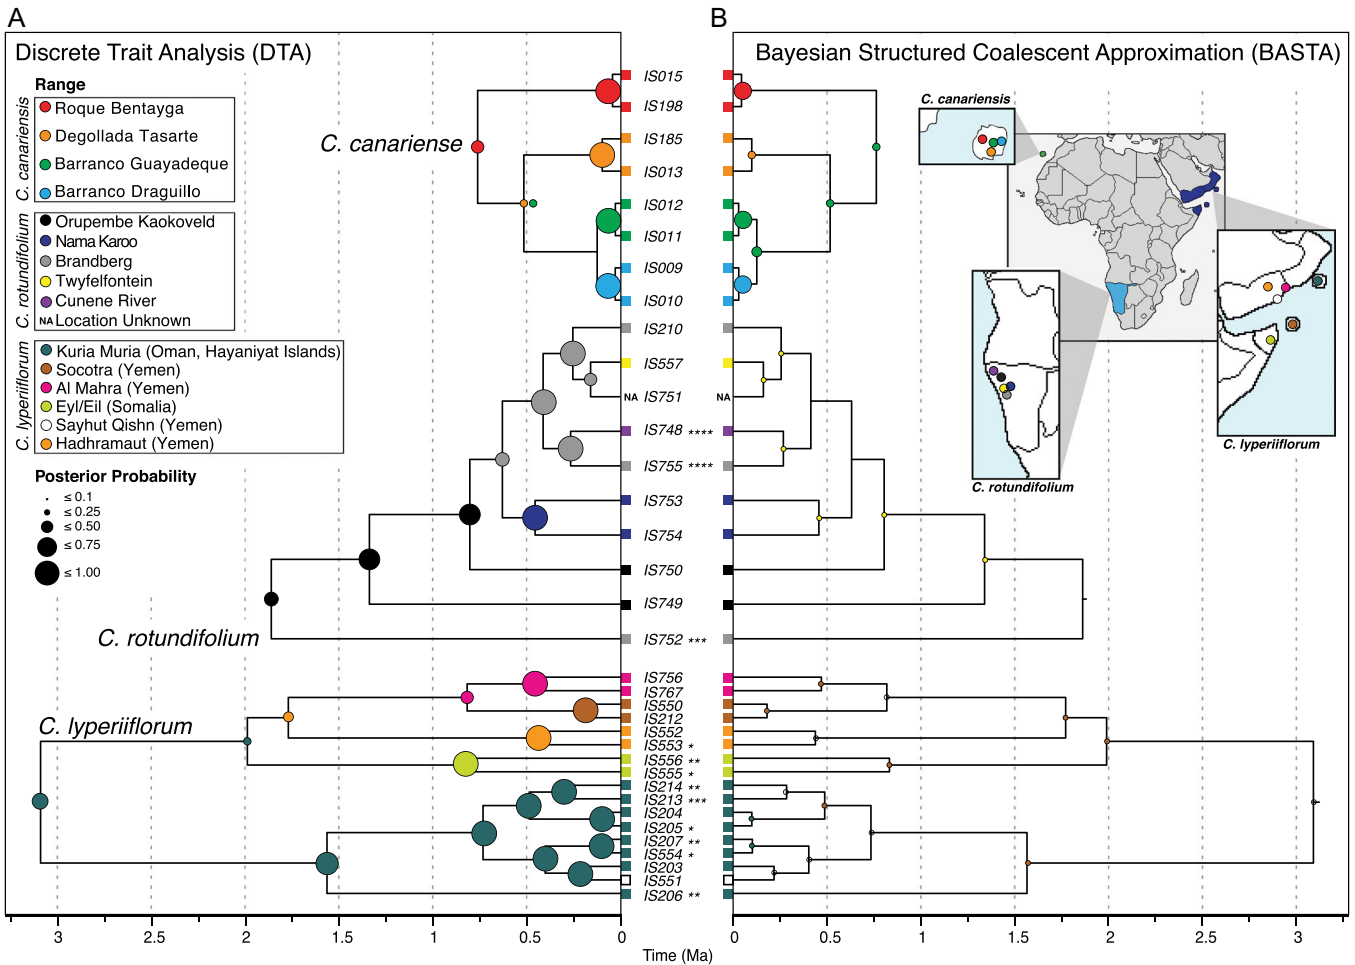 A
B
Discrete Trait Analysis (DTA)
Bayesian Structured Coalescent Approximation (BASTA)
Range
C. canariensis
Roque Bentayga
Degollada Tasarte
Barranco Guayadeque
Barranco Draguillo
C. rotundifolium
Orupembe Kaokoveld
Nama Karoo
Brandberg
Twyfelfontein
Cunene River
NA Location Unknown
C. lyperiiflorum
Kuria Muria (Oman, Hayaniyat Islands)
Socotra (Yemen)
Al Mahra (Yemen)
Eyl/Eil (Somalia)
Sayhut Qishn (Yemen)
Hadhramaut (Yemen)
Posterior Probability
≤ 0.1
≤ 0.25
≤ 0.50
≤ 0.75
≤ 1.00
C. canariense
C. rotundifolium
C. lyperiiflorum
IS015
IS198
IS185
IS013
IS012
IS011
IS009
IS010
IS210
IS557
NA IS751 NA
IS748 ****
IS755 ****
IS753
IS754
IS750
IS749
IS752 ***
IS756
IS767
IS550
IS212
IS552
IS553 *
IS556 **
IS555 *
IS214 **
IS213 ***
IS204
IS205 *
IS207 **
IS554 *
IS203
IS551
IS206 **
C. canariensis
C. rotundifolium
C. lyperiiflorum
3 2.5 2 1.5 1 0.5 0
0 0.5 1 1.5 2 2.5 3
Time (Ma)